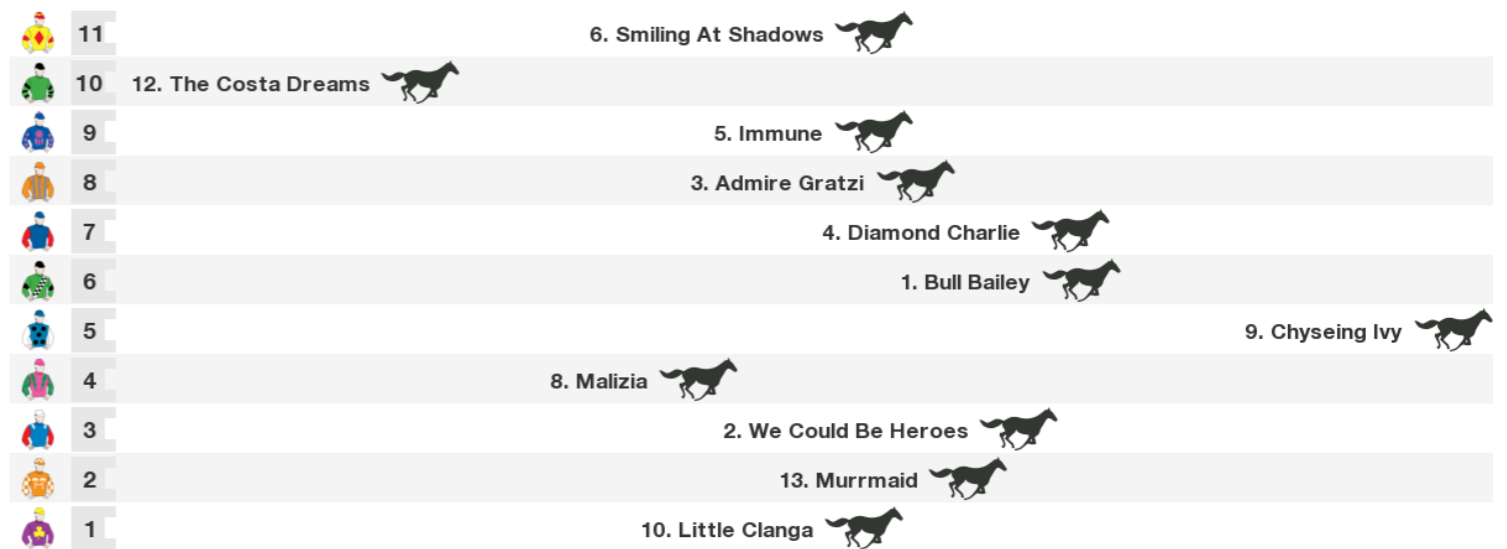 11 6. Smiling At Shadows
10 12. The Costa Dreams
9 5. Immune
8 3. Admire Gratzi
7 4. Diamond Charlie
6 1. Bull Bailey
5 9. Chyseing Ivy
4 8. Malizia
3 2. We Could Be Heroes
2 13. Murrmaid
1 10. Little Clanga